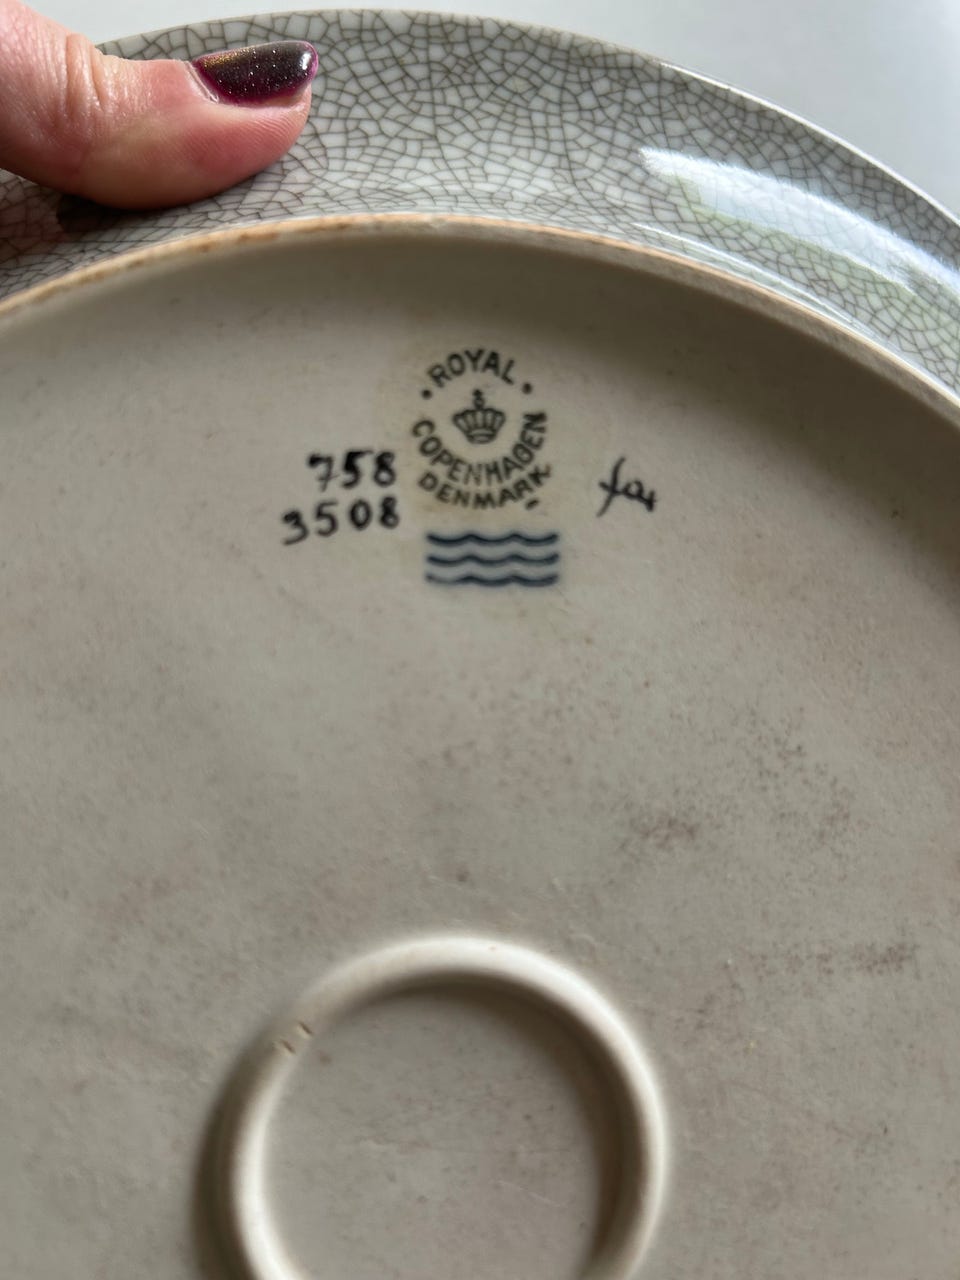 ROYAL
COPENHAGEN
DENMARK
758
3508